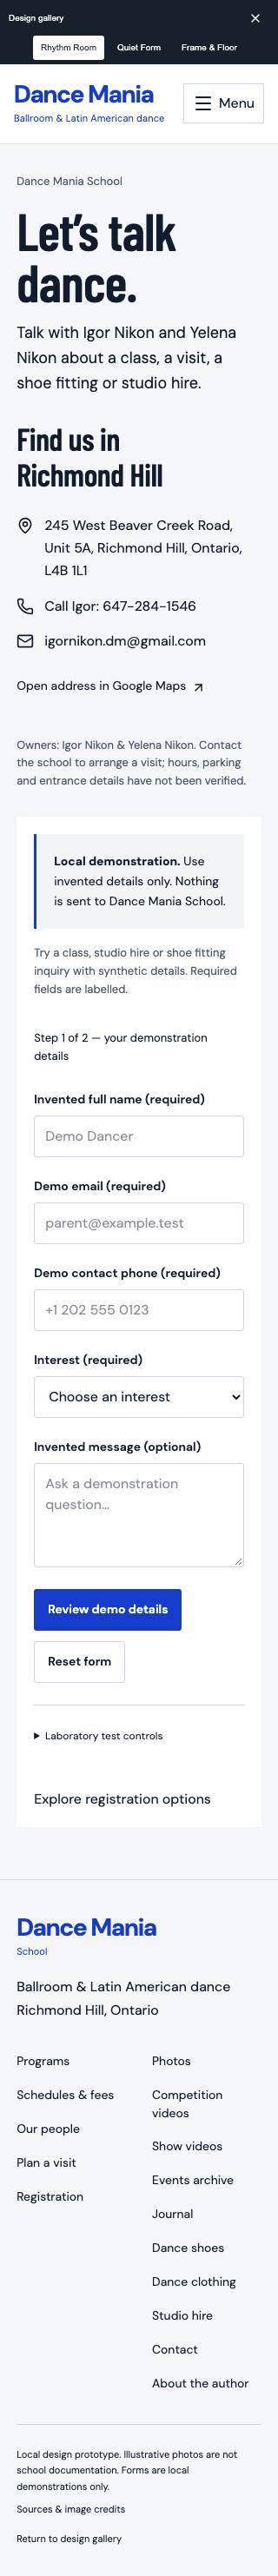 Design gallery
×
Rhythm Room Quiet Form Frame & Floor
Dance Mania
Ballroom & Latin American dance
Menu
Dance Mania School
Let’s talk
dance.
Talk with Igor Nikon and Yelena
Nikon about a class, a visit, a
shoe fitting or studio hire.
Find us in
Richmond Hill
245 West Beaver Creek Road,
Unit 5A, Richmond Hill, Ontario,
L4B 1L1
Call Igor: 647-284-1546
igornikon.dm@gmail.com
Open address in Google Maps ↗
Owners: Igor Nikon & Yelena Nikon. Contact
the school to arrange a visit; hours, parking
and entrance details have not been verified.
Local demonstration. Use
invented details only. Nothing
is sent to Dance Mania School.
Try a class, studio hire or shoe fitting
inquiry with synthetic details. Required
fields are labelled.
Step 1 of 2 — your demonstration
details
Invented full name (required)
Demo Dancer
Demo email (required)
parent@example.test
Demo contact phone (required)
+1 202 555 0123
Interest (required)
Choose an interest
Invented message (optional)
Ask a demonstration
question...
Review demo details
Reset form
Laboratory test controls
Explore registration options
Dance Mania
School
Ballroom & Latin American dance
Richmond Hill, Ontario
Programs
Schedules & fees
Our people
Plan a visit
Registration
Photos
Competition
videos
Show videos
Events archive
Journal
Dance shoes
Dance clothing
Studio hire
Contact
About the author
Local design prototype. Illustrative photos are not
school documentation. Forms are local
demonstrations only.
Sources & image credits
Return to design gallery